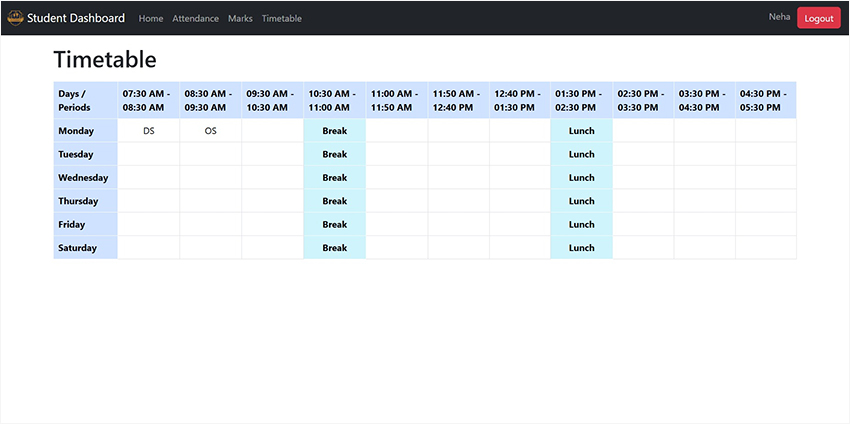 Student Dashboard Home Attendance Marks Timetable Neha Logout
Timetable
Days / Periods 07:30 AM - 08:30 AM 08:30 AM - 09:30 AM 09:30 AM - 10:30 AM 10:30 AM - 11:00 AM 11:00 AM - 11:50 AM 11:50 AM - 12:40 PM 12:40 PM - 01:30 PM 01:30 PM - 02:30 PM 02:30 PM - 03:30 PM 03:30 PM - 04:30 PM 04:30 PM - 05:30 PM
Monday DS OS Break Lunch
Tuesday Break Lunch
Wednesday Break Lunch
Thursday Break Lunch
Friday Break Lunch
Saturday Break Lunch